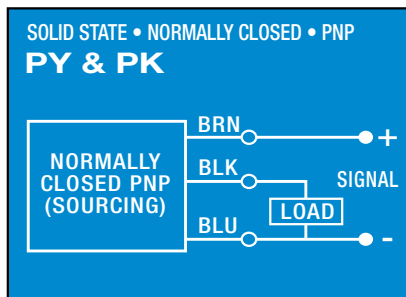 SOLID STATE • NORMALLY CLOSED • PNP
PY & PK
BRN
+
NORMALLY
CLOSED PNP
(SOURCING)
BLK
SIGNAL
LOAD
BLU
-